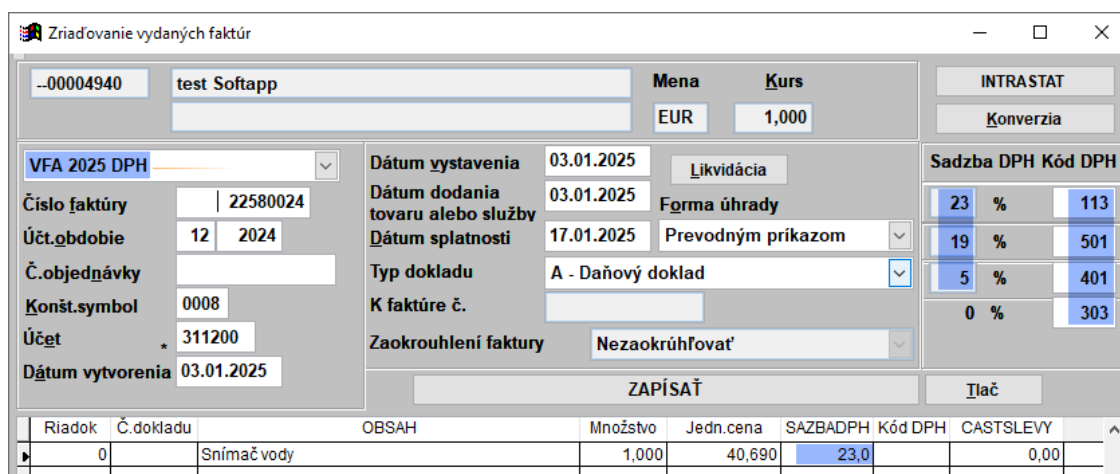 Zriaďovanie vydaných faktúr
--00004940 test Softapp Mena Kurs INTRASTAT
EUR 1,000 Konverzia
VFA 2025 DPH Dátum vystavenia 03.01.2025 Likvidácia Sadzba DPH Kód DPH
Číslo faktúry 22580024 Dátum dodania tovaru alebo služby 03.01.2025 Forma úhrady 23 % 113
Účt.obdobie 12 2024 Dátum splatnosti 17.01.2025 Prevodným príkazom 19 % 501
Č.objednávky Typ dokladu A - Daňový doklad 5 % 401
Konšt.symbol 0008 K faktúre č. 0 % 303
Účet * 311200 Zaokrouhlení faktury Nezaokrúhľovať
Dátum vytvorenia 03.01.2025
ZAPÍSAŤ Tlač
Riadok Č.dokladu OBSAH Množstvo Jedn.cena SAZBADPH Kód DPH CASTSLEVY
0 Snímač vody 1,000 40,690 23,0 0,00